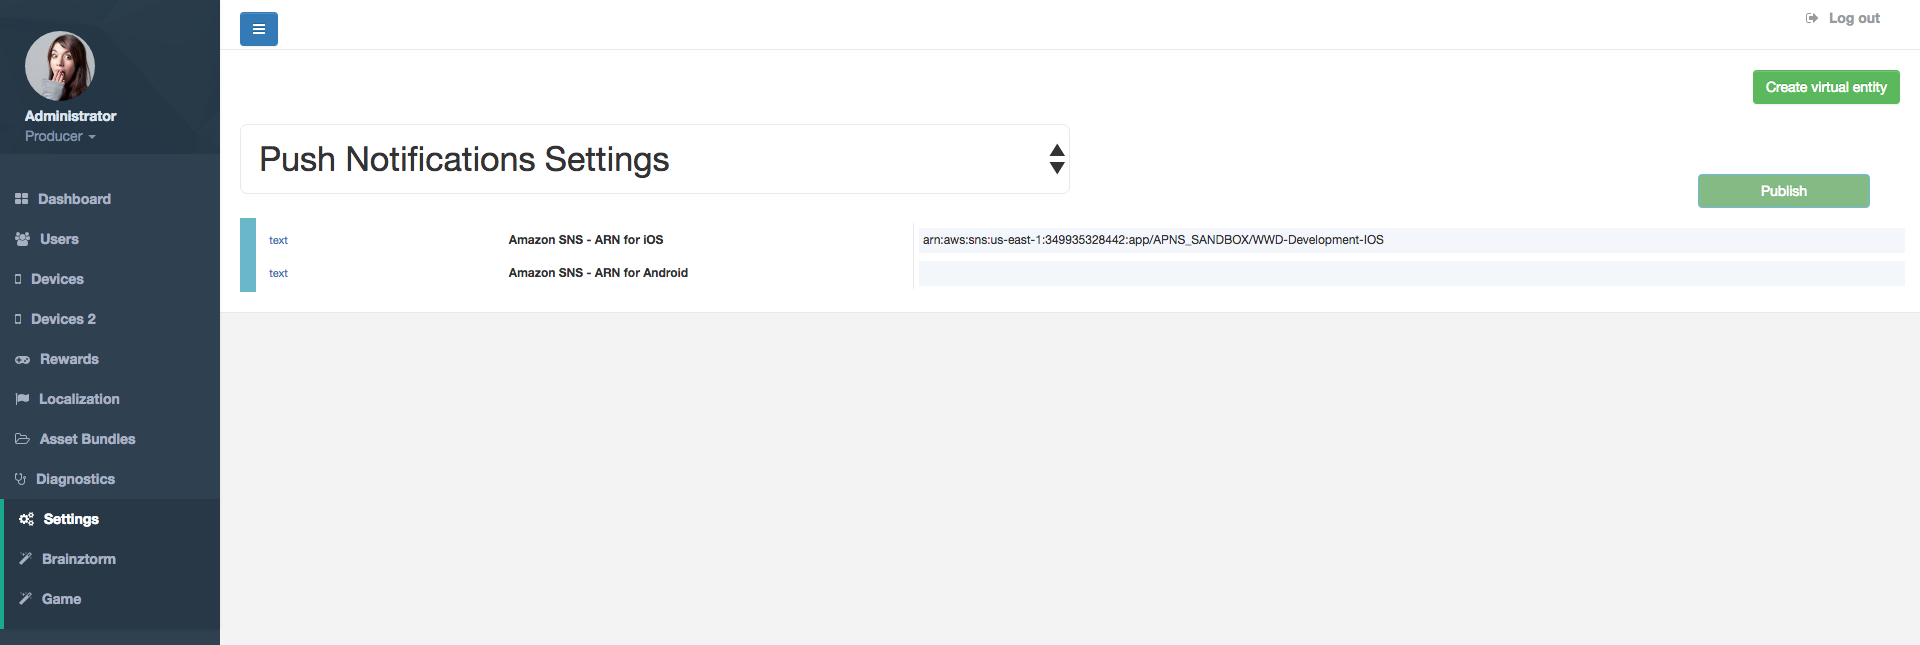 Log out
Create virtual entity
Administrator
Producer
Push Notifications Settings
Publish
Dashboard
Users
Devices
Devices 2
Rewards
Localization
Asset Bundles
Diagnostics
Settings
Brainztorm
Game
text Amazon SNS - ARN for iOS arn:aws:sns:us-east-1:349935328442:app/APNS_SANDBOX/WWD-Development-IOS
text Amazon SNS - ARN for Android